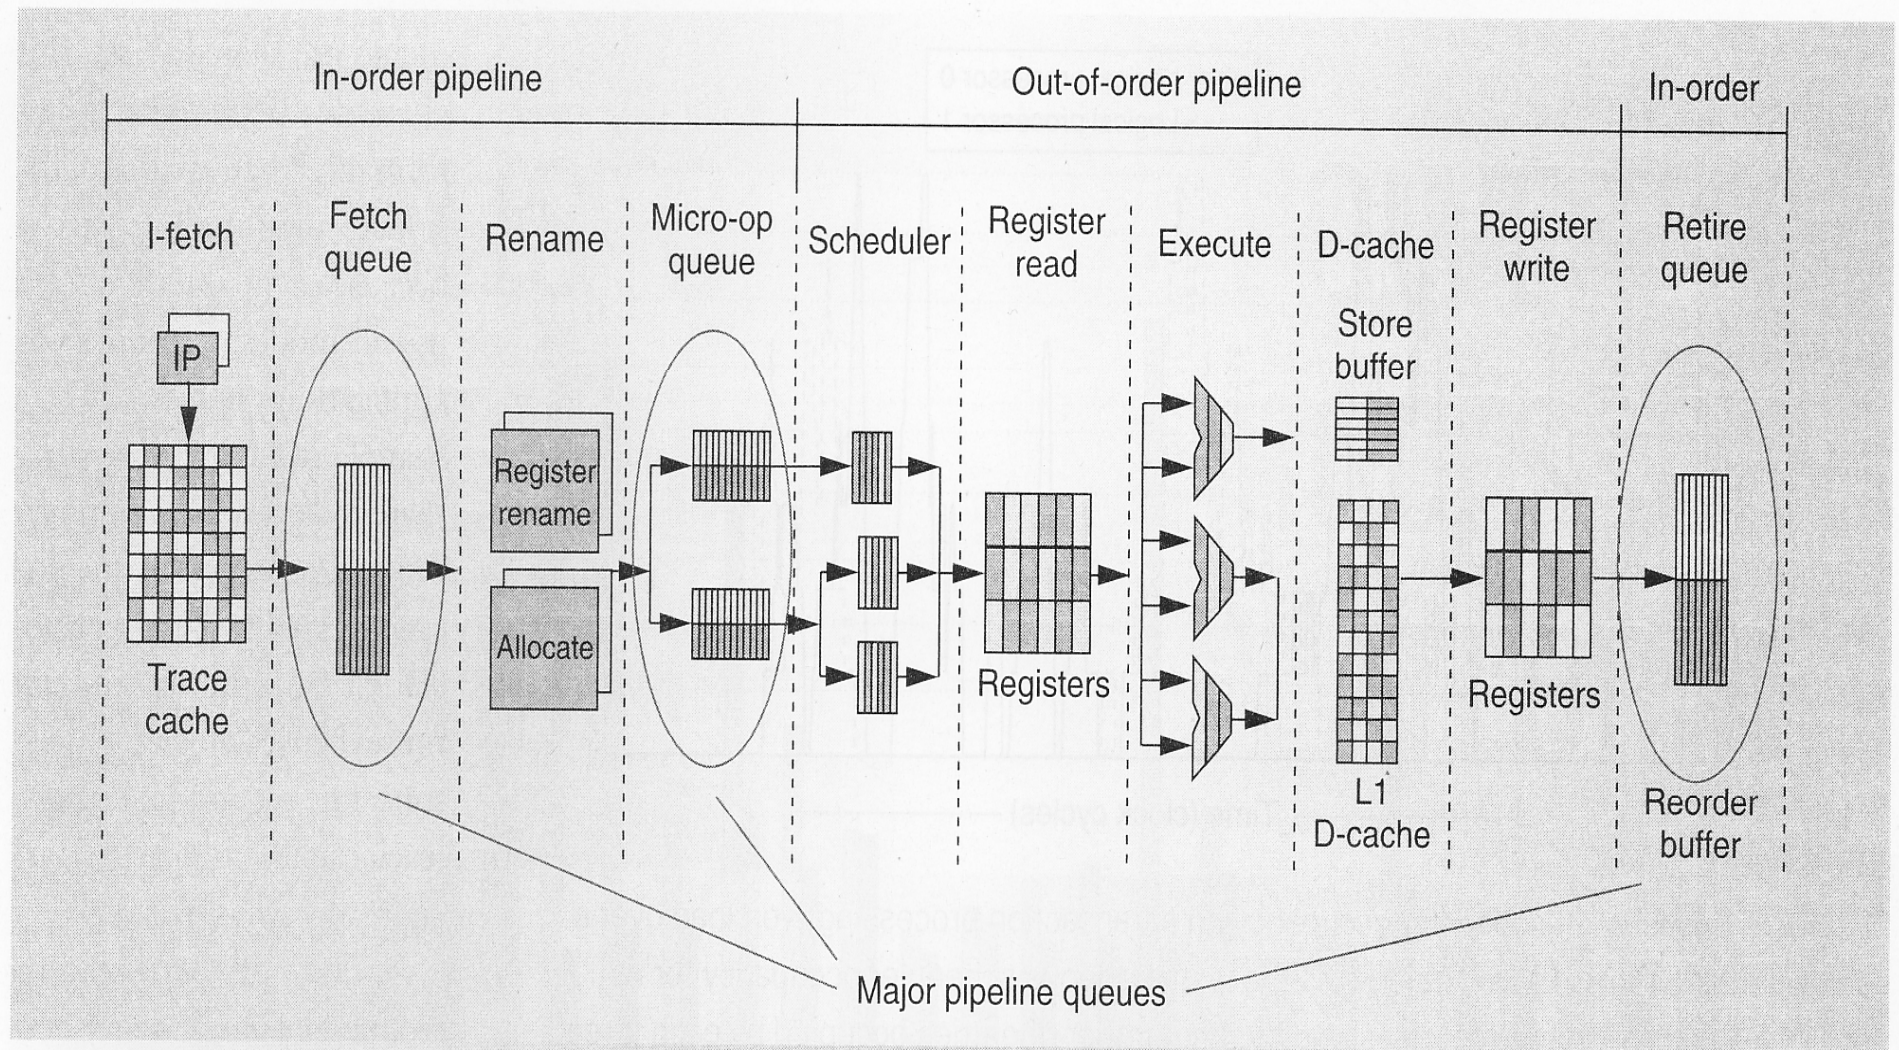 In-order pipeline
Out-of-order pipeline
In-order
I-fetch
Fetch
queue
Rename
Micro-op
queue
Scheduler
Register
read
Execute
D-cache
Register
write
Retire
queue
IP
Trace
cache
Register
rename
Allocate
Registers
Store
buffer
L1
D-cache
Registers
Reorder
buffer
Major pipeline queues